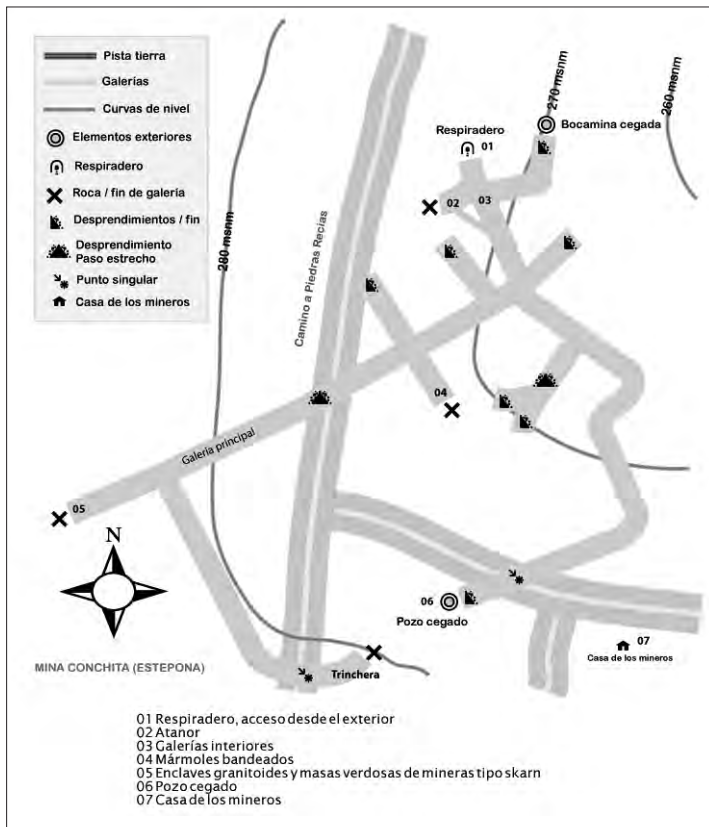 Pista tierra
Galerías
Curvas de nivel
Elementos exteriores
Respiradero
Roca / fin de galería
Desprendimientos / fin
Desprendimiento
Paso estrecho
Punto singular
Casa de los mineros
280 msnm
270 msnm
260 msnm
Camino a Piedras Recias
Respiradero 01
Bocamina cegada
02
03
04
Galería principal
05
N
06
Pozo cegado
07
Casa de los mineros
MINA CONCHITA (ESTEPONA)
Trinchera
01 Respiradero, acceso desde el exterior
02 Atanor
03 Galerías interiores
04 Mármoles bandeados
05 Enclaves granitoides y masas verdosas de mineras tipo skarn
06 Pozo cegado
07 Casa de los mineros